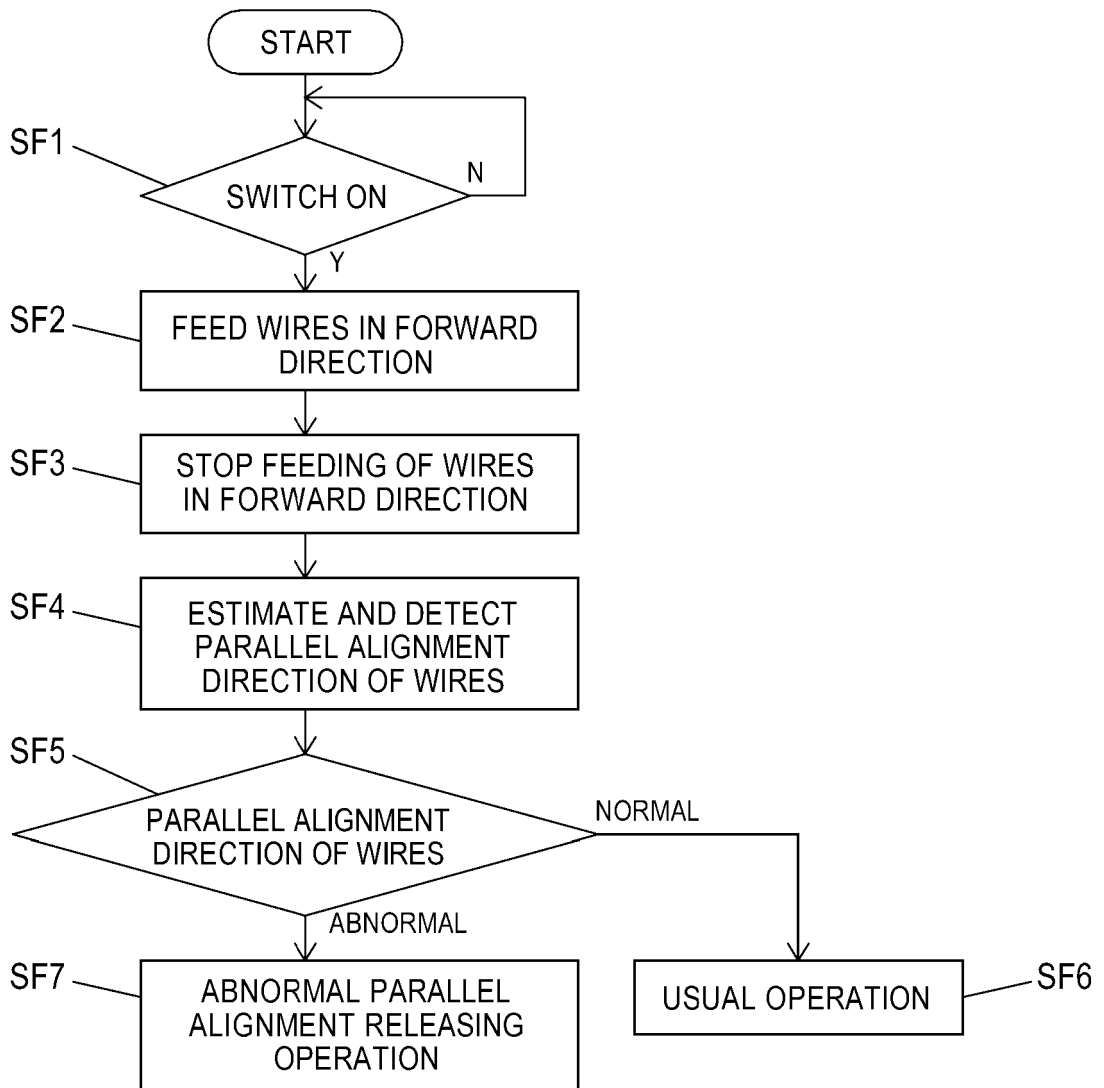 START
SF1
SWITCH ON
N
Y
SF2
FEED WIRES IN FORWARD
DIRECTION
SF3
STOP FEEDING OF WIRES
IN FORWARD DIRECTION
SF4
ESTIMATE AND DETECT
PARALLEL ALIGNMENT
DIRECTION OF WIRES
SF5
PARALLEL ALIGNMENT
DIRECTION OF WIRES
NORMAL
ABNORMAL
SF7
ABNORMAL PARALLEL
ALIGNMENT RELEASING
OPERATION
USUAL OPERATION
SF6